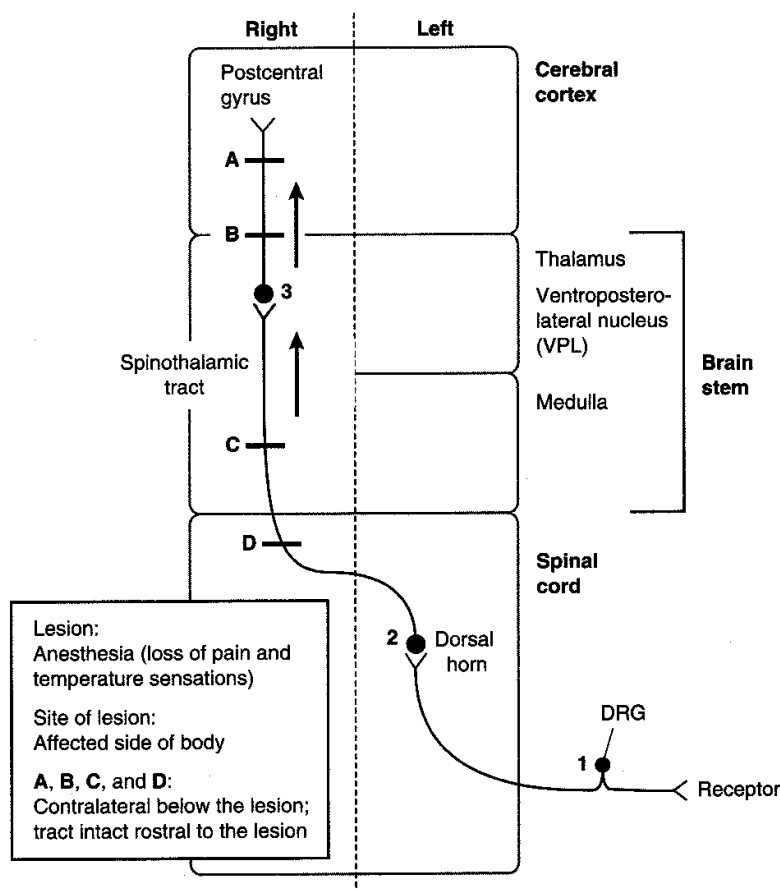 Right
Left
Postcentral
gyrus
Cerebral
cortex
A
B
Thalamus
3
Ventropostero-
lateral nucleus
(VPL)
Brain
stem
Spinothalamic
tract
Medulla
C
D
Spinal
cord
2
Dorsal
horn
DRG
1
Receptor
Lesion:
Anesthesia (loss of pain and
temperature sensations)
Site of lesion:
Affected side of body
A, B, C, and D:
Contralateral below the lesion;
tract intact rostral to the lesion